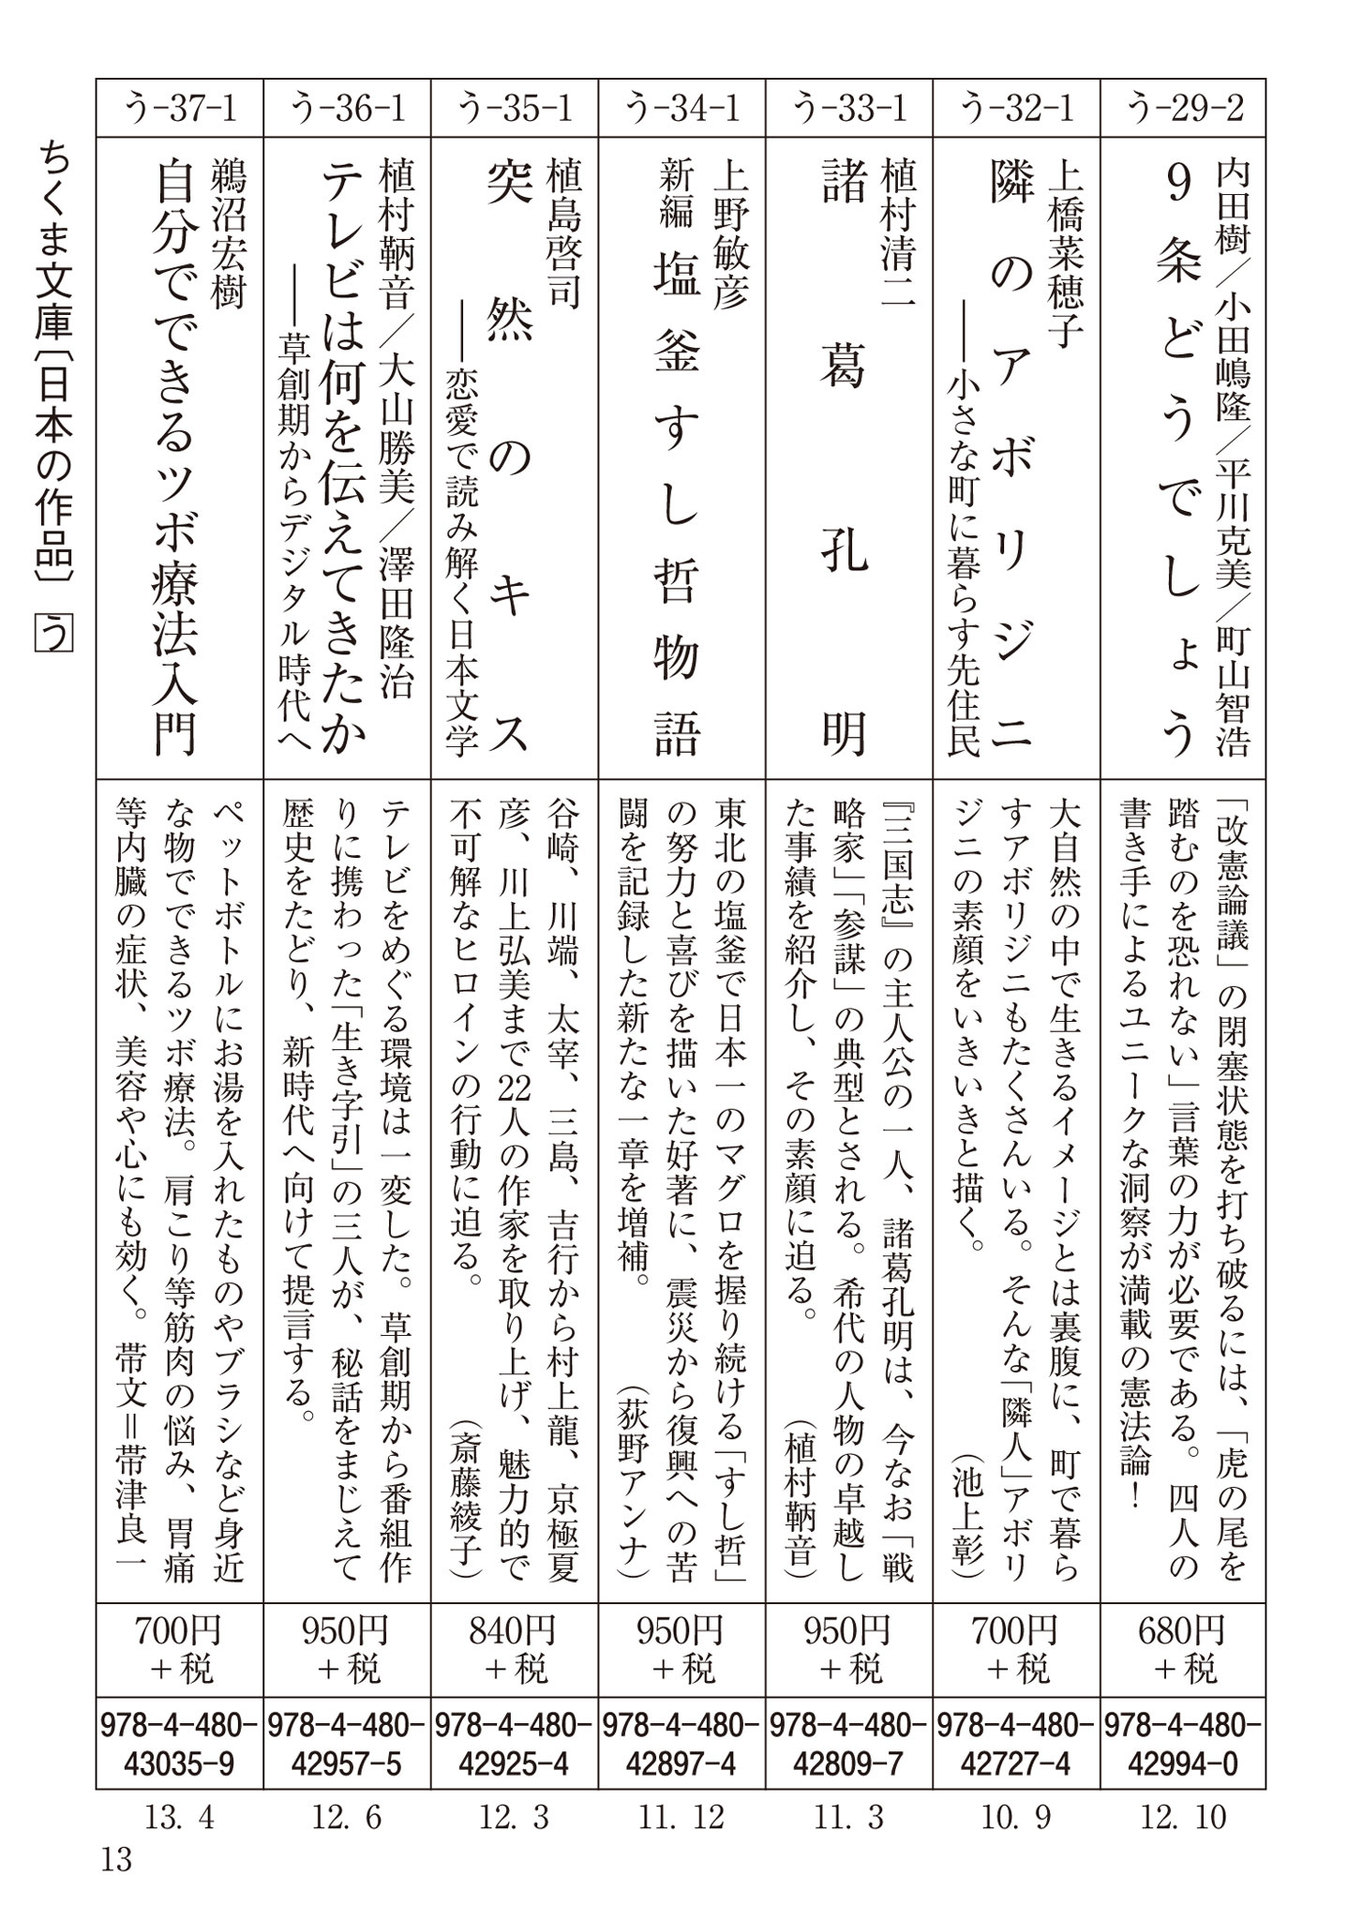 う-29-2
内田樹／小田嶋隆／平川克美／町山智浩
9条どうでしょう
「改憲論議」の閉塞状態を打ち破るには、「虎の尾を
踏むのを恐れない」言葉の力が必要である。四人の
書き手によるユニークな洞察が満載の憲法論！
680円
＋税
978-4-480-
42994-0
12. 10
う-32-1
上橋菜穂子
隣のアボリジニ
――小さな町に暮らす先住民
大自然の中で生きるイメージとは裏腹に、町で暮ら
すアボリジニもたくさんいる。そんな「隣人」アボリ
ジニの素顔をいきいきと描く。（池上彰）
700円
＋税
978-4-480-
42727-4
10. 9
う-33-1
植村清二
諸葛孔明
『三国志』の主人公の一人、諸葛孔明は、今なお「戦
略家」「参謀」の典型とされる。希代の人物の卓越し
た事績を紹介し、その素顔に迫る。（植村鞆音）
950円
＋税
978-4-480-
42809-7
11. 3
う-34-1
上野敏彦
新編 塩釜すし哲物語
東北の塩釜で日本一のマグロを握り続ける「すし哲」
の努力と喜びを描いた好著に、震災から復興への苦
闘を記録した新たな一章を増補。（荻野アンナ）
950円
＋税
978-4-480-
42897-4
11. 12
う-35-1
植島啓司
突然のキス
――恋愛で読み解く日本文学
谷崎、川端、太宰、三島、吉行から村上龍、京極夏
彦、川上弘美まで22人の作家を取り上げ、魅力的で
不可解なヒロインの行動に迫る。（斎藤綾子）
840円
＋税
978-4-480-
42925-4
12. 3
う-36-1
植村鞆音／大山勝美／澤田隆治
テレビは何を伝えてきたか
――草創期からデジタル時代へ
テレビをめぐる環境は一変した。草創期から番組作
りに携わった「生き字引」の三人が、秘話をまじえて
歴史をたどり、新時代へ向けて提言する。
950円
＋税
978-4-480-
42957-5
12. 6
う-37-1
鵜沼宏樹
自分でできるツボ療法入門
ペットボトルにお湯を入れたものやブラシなど身近
な物でできるツボ療法。肩こり等筋肉の悩み、胃痛
等内臓の症状、美容や心にも効く。帯文＝帯津良一
700円
＋税
978-4-480-
43035-9
13. 4
ちくま文庫〔日本の作品〕 う
13